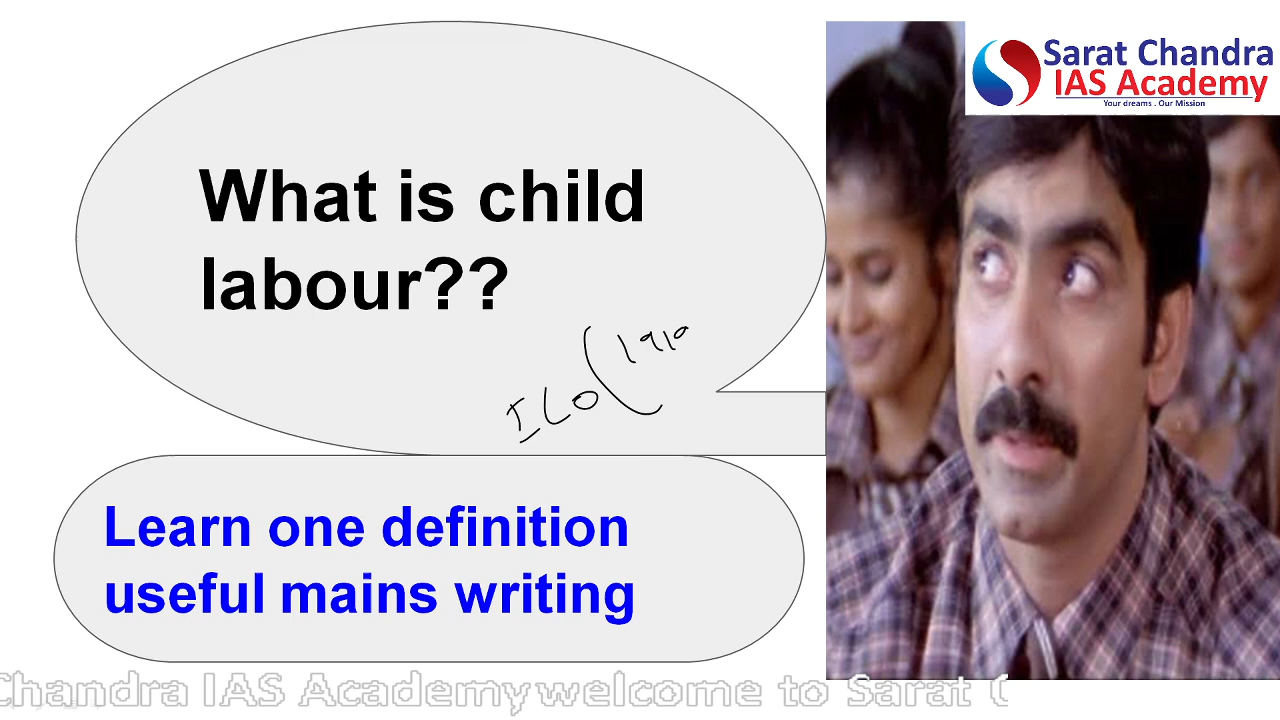 Sarat Chandra
IAS Academy
Your dreams . Our Mission
What is child
labour??
ILO (1919
Learn one definition
useful mains writing
Chandra IAS Academy welcome to Sarat